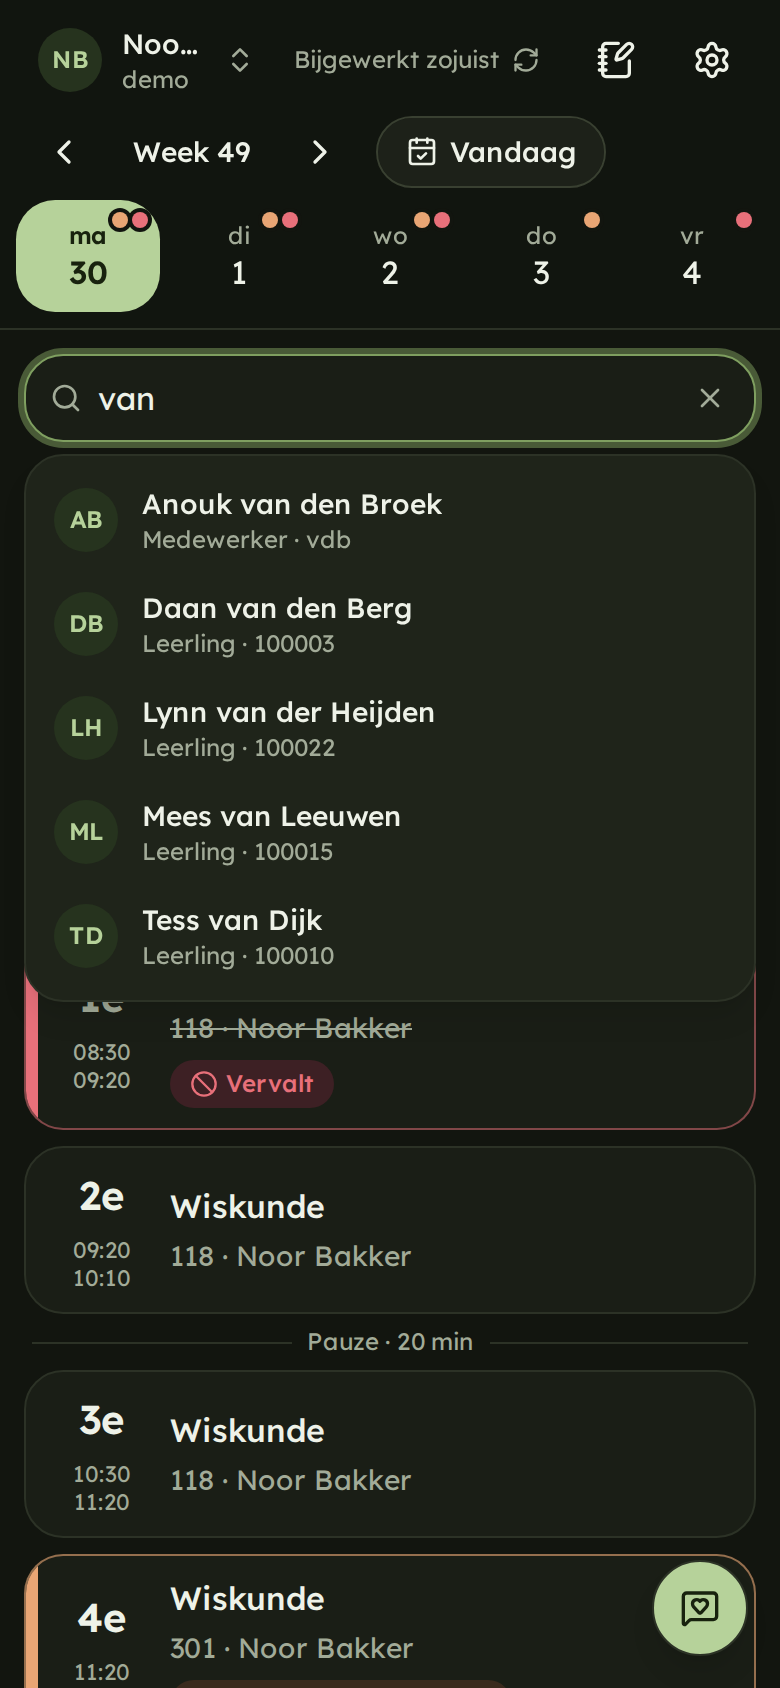 NB
Noo...
demo
Bijgewerkt zojuist
Week 49
Vandaag
ma
30
di
1
wo
2
do
3
vr
4
van
AB
Anouk van den Broek
Medewerker · vdb
DB
Daan van den Berg
Leerling · 100003
LH
Lynn van der Heijden
Leerling · 100022
ML
Mees van Leeuwen
Leerling · 100015
TD
Tess van Dijk
Leerling · 100010
1e
08:30
09:20
118 · Noor Bakker
Vervalt
2e
09:20
10:10
Wiskunde
118 · Noor Bakker
Pauze · 20 min
3e
10:30
11:20
Wiskunde
118 · Noor Bakker
4e
11:20
Wiskunde
301 · Noor Bakker